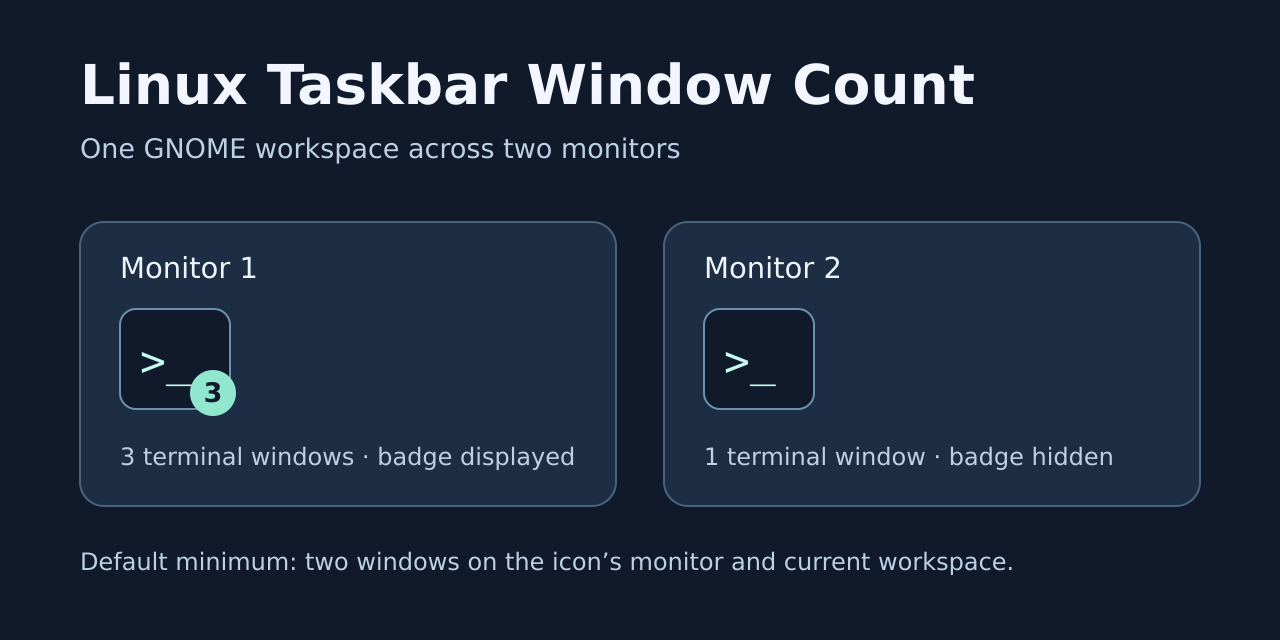 Linux Taskbar Window Count
One GNOME workspace across two monitors
Monitor 1
>_
3
3 terminal windows · badge displayed
Monitor 2
>_
1 terminal window · badge hidden
Default minimum: two windows on the icon’s monitor and current workspace.